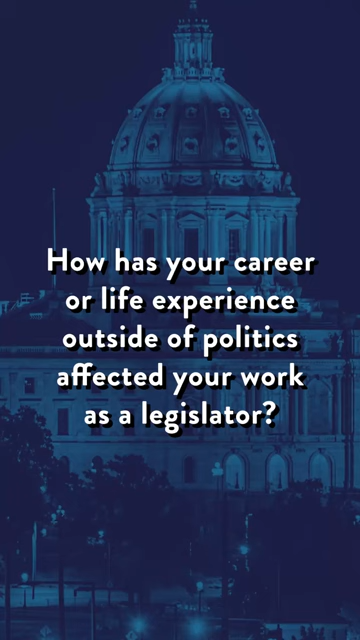 How has your career
or life experience
outside of politics
affected your work
as a legislator?